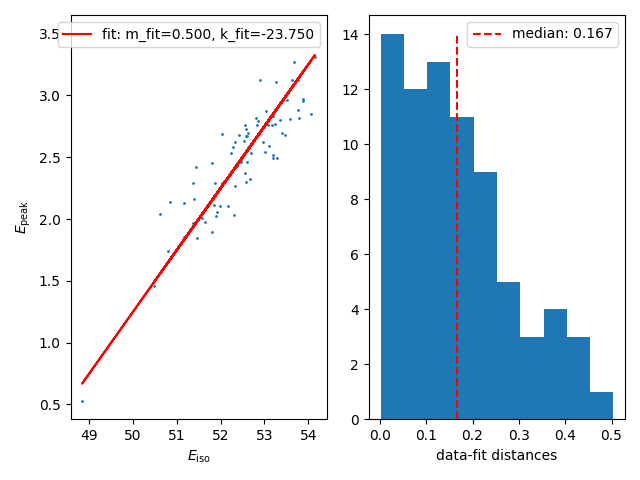 fit: m_fit=0.500, k_fit=-23.750
3.5
3.0
2.5
2.0
1.5
1.0
0.5
E_peak
49 50 51 52 53 54
E_iso
median: 0.167
14
12
10
8
6
4
2
0
0.0 0.1 0.2 0.3 0.4 0.5
data-fit distances